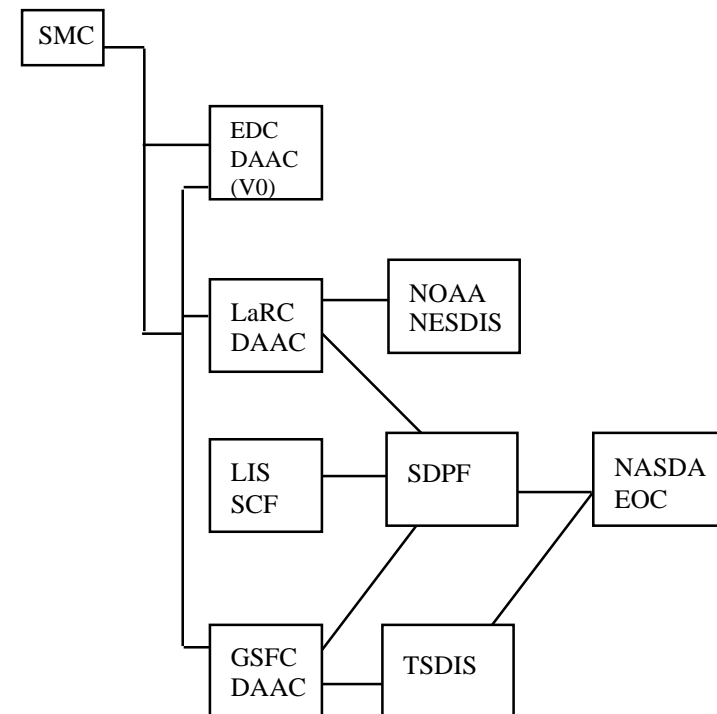 SMC
EDC
DAAC
(V0)
LaRC
DAAC
NOAA
NESDIS
LIS
SCF
SDPF
NASDA
EOC
GSFC
DAAC
TSDIS